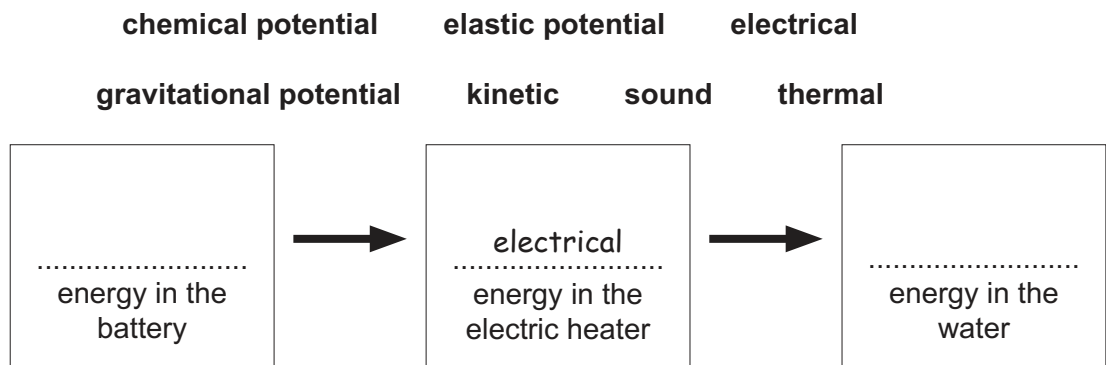 chemical potential elastic potential electrical
gravitational potential kinetic sound thermal
electrical
.......................... .......................... ..........................
energy in the energy in the energy in the
battery electric heater water